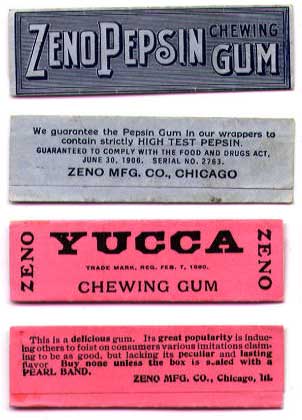 ZENO PEPSIN CHEWING GUM
We guarantee the Pepsin Gum in our wrappers to
contain strictly HIGH TEST PEPSIN.
GUARANTEED TO COMPLY WITH THE FOOD AND DRUGS ACT,
JUNE 30, 1906. SERIAL NO. 2763.
ZENO MFG. CO., CHICAGO
ZENO
YUCCA
TRADE MARK, REG. FEB. 7, 1890.
CHEWING GUM
ZENO
This is a delicious gum. Its great popularity is induc-
ing others to foist on consumers various imitations claim-
ing to be as good, but lacking its peculiar and lasting
flavor. Buy none unless the box is sealed with a
PEARL BAND.
ZENO MFG. CO., Chicago, Ill.